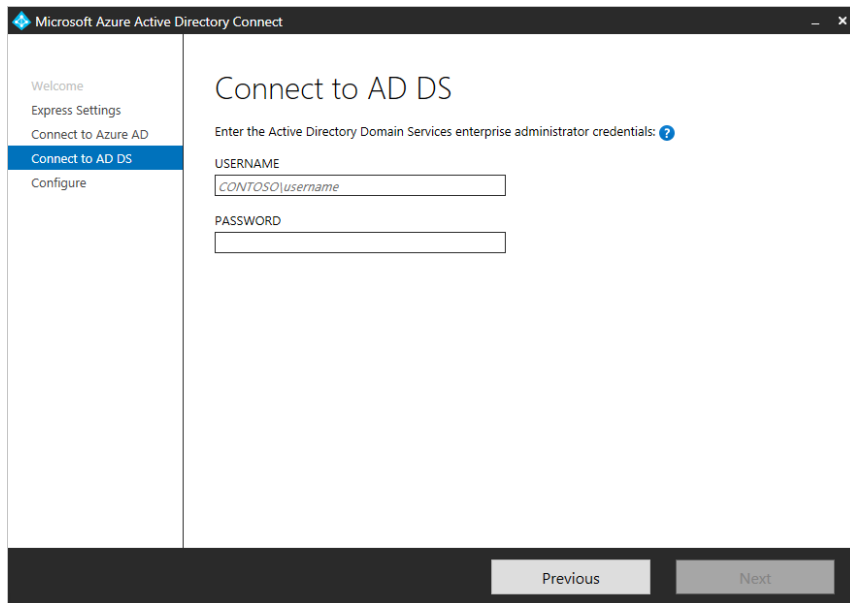 Microsoft Azure Active Directory Connect
Welcome
Express Settings
Connect to Azure AD
Connect to AD DS
Configure
Connect to AD DS
Enter the Active Directory Domain Services enterprise administrator credentials: ?
USERNAME
CONTOSO\username
PASSWORD
Previous
Next